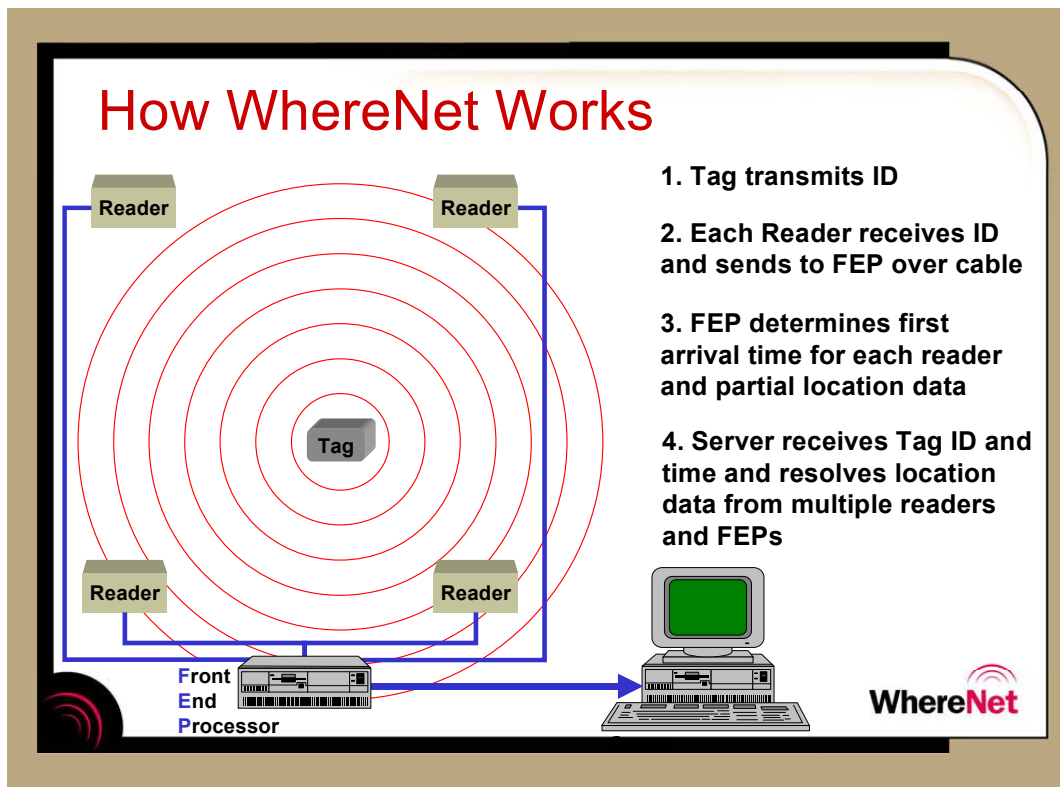 How WhereNet Works
Reader
Reader
Tag
Reader
Reader
Front
End
Processor
1. Tag transmits ID
2. Each Reader receives ID
and sends to FEP over cable
3. FEP determines first
arrival time for each reader
and partial location data
4. Server receives Tag ID and
time and resolves location
data from multiple readers
and FEPs
WhereNet